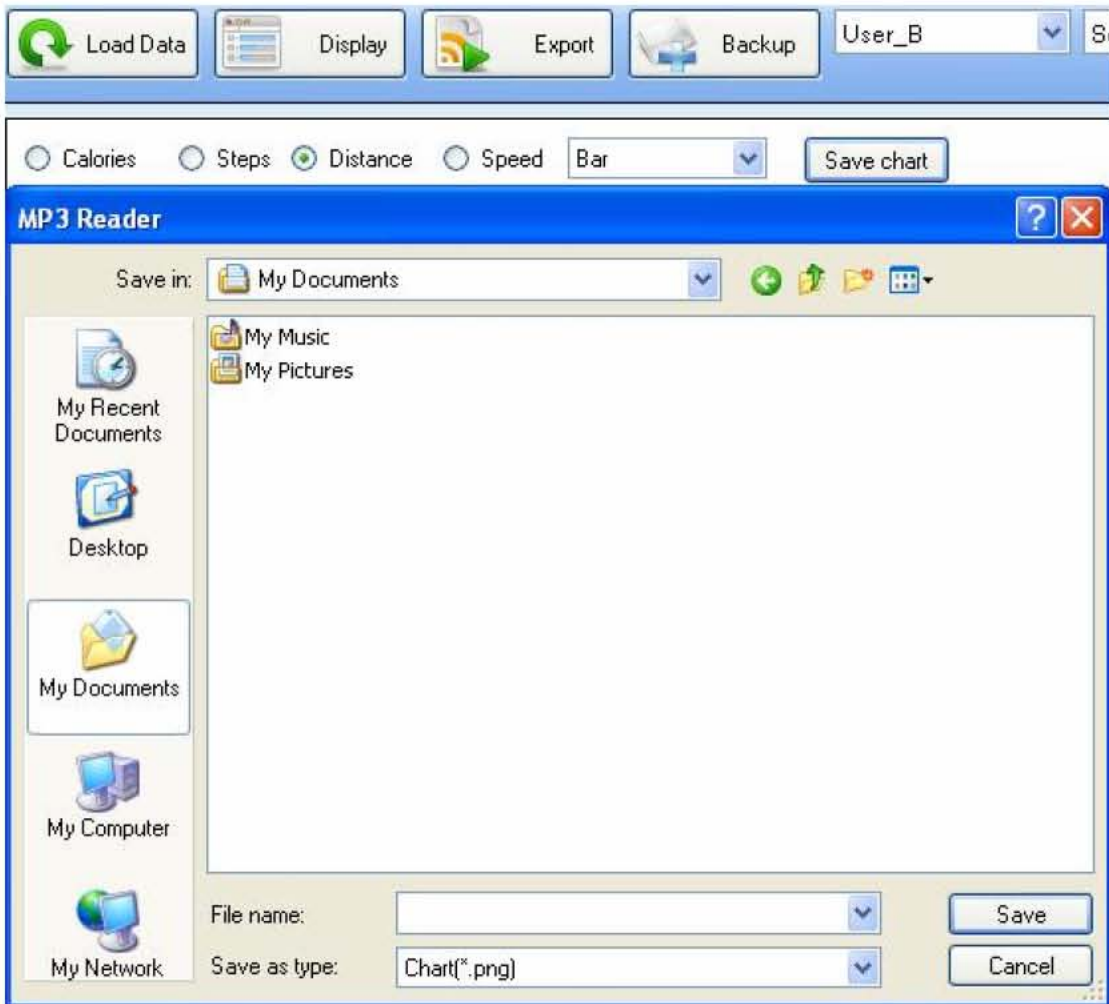 Load Data Display Export Backup User_B
Calories Steps Distance Speed Bar Save chart
MP3 Reader
Save in: My Documents
My Music
My Pictures
My Recent
Documents
Desktop
My Documents
My Computer
My Network
File name: Save
Save as type: Chart(*.png) Cancel